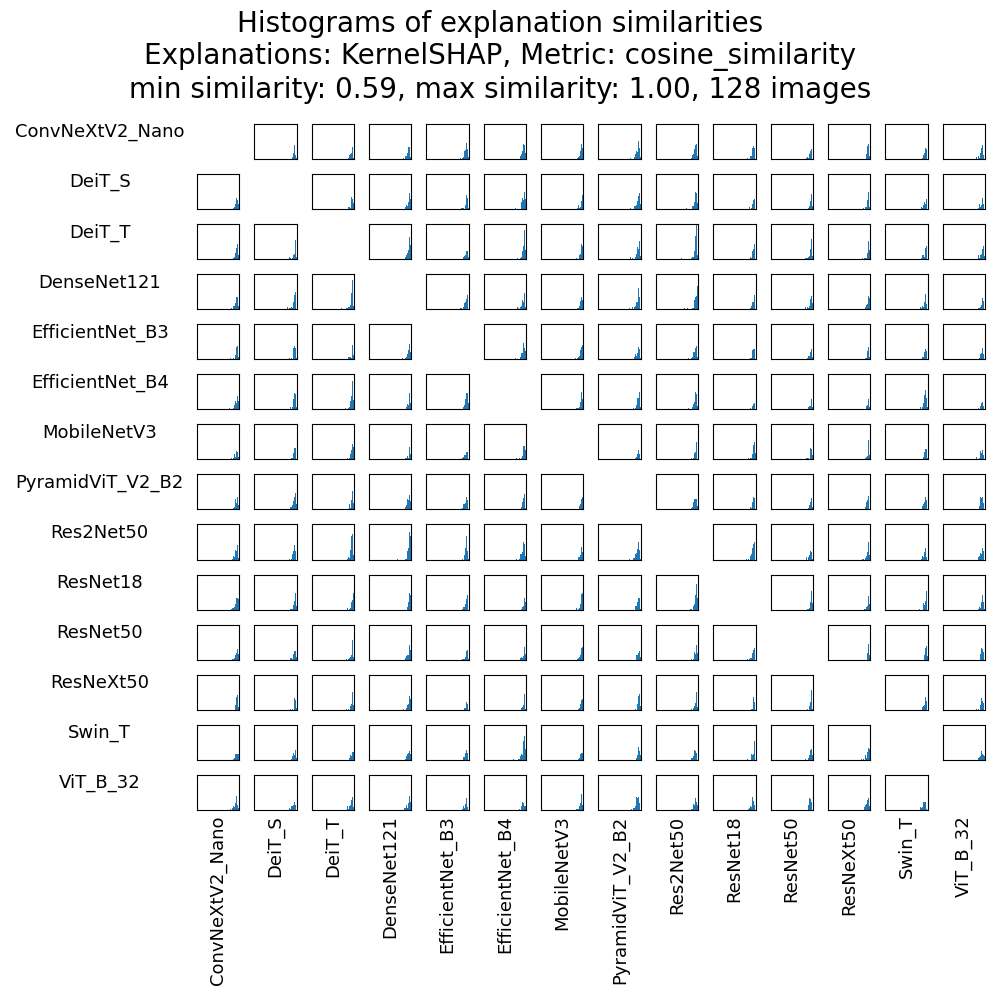 Histograms of explanation similarities
Explanations: KernelSHAP, Metric: cosine_similarity
min similarity: 0.59, max similarity: 1.00, 128 images
ConvNeXtV2_Nano
DeiT_S
DeiT_T
DenseNet121
EfficientNet_B3
EfficientNet_B4
MobileNetV3
PyramidViT_V2_B2
Res2Net50
ResNet18
ResNet50
ResNeXt50
Swin_T
ViT_B_32
ConvNeXtV2_Nano
DeiT_S
DeiT_T
DenseNet121
EfficientNet_B3
EfficientNet_B4
MobileNetV3
PyramidViT_V2_B2
Res2Net50
ResNet18
ResNet50
ResNeXt50
Swin_T
ViT_B_32